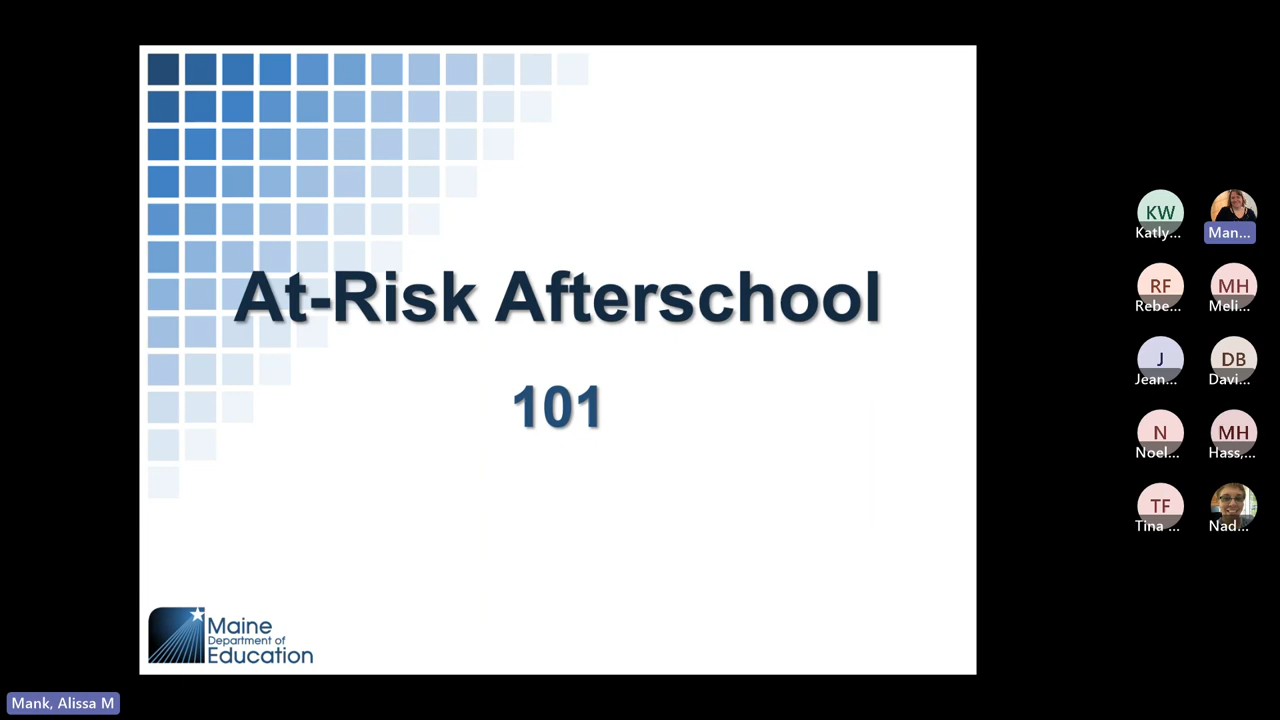 At-Risk Afterschool
101
Maine
Department of
Education
KW
Katly...
Man...
RF
Rebe...
MH
Meli...
J
Jean...
DB
Davi...
N
Noel...
MH
Hass,...
TF
Tina ...
Nad...
Mank, Alissa M